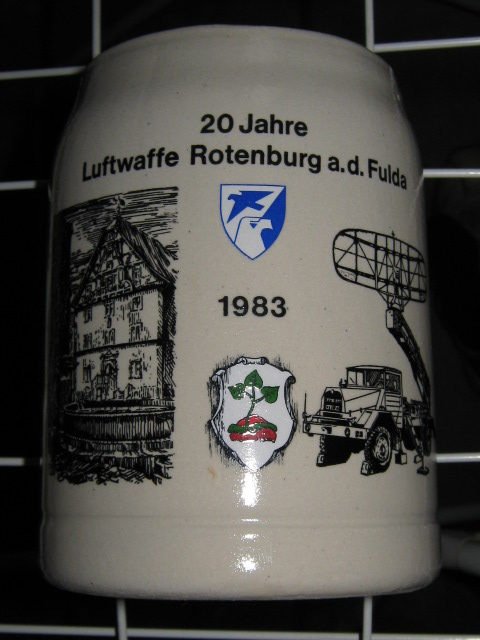 20 Jahre
Luftwaffe Rotenburg a.d. Fulda
1983